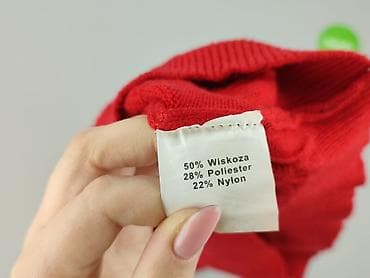 50% Wiskoza
28% Poliester
22% Nylon